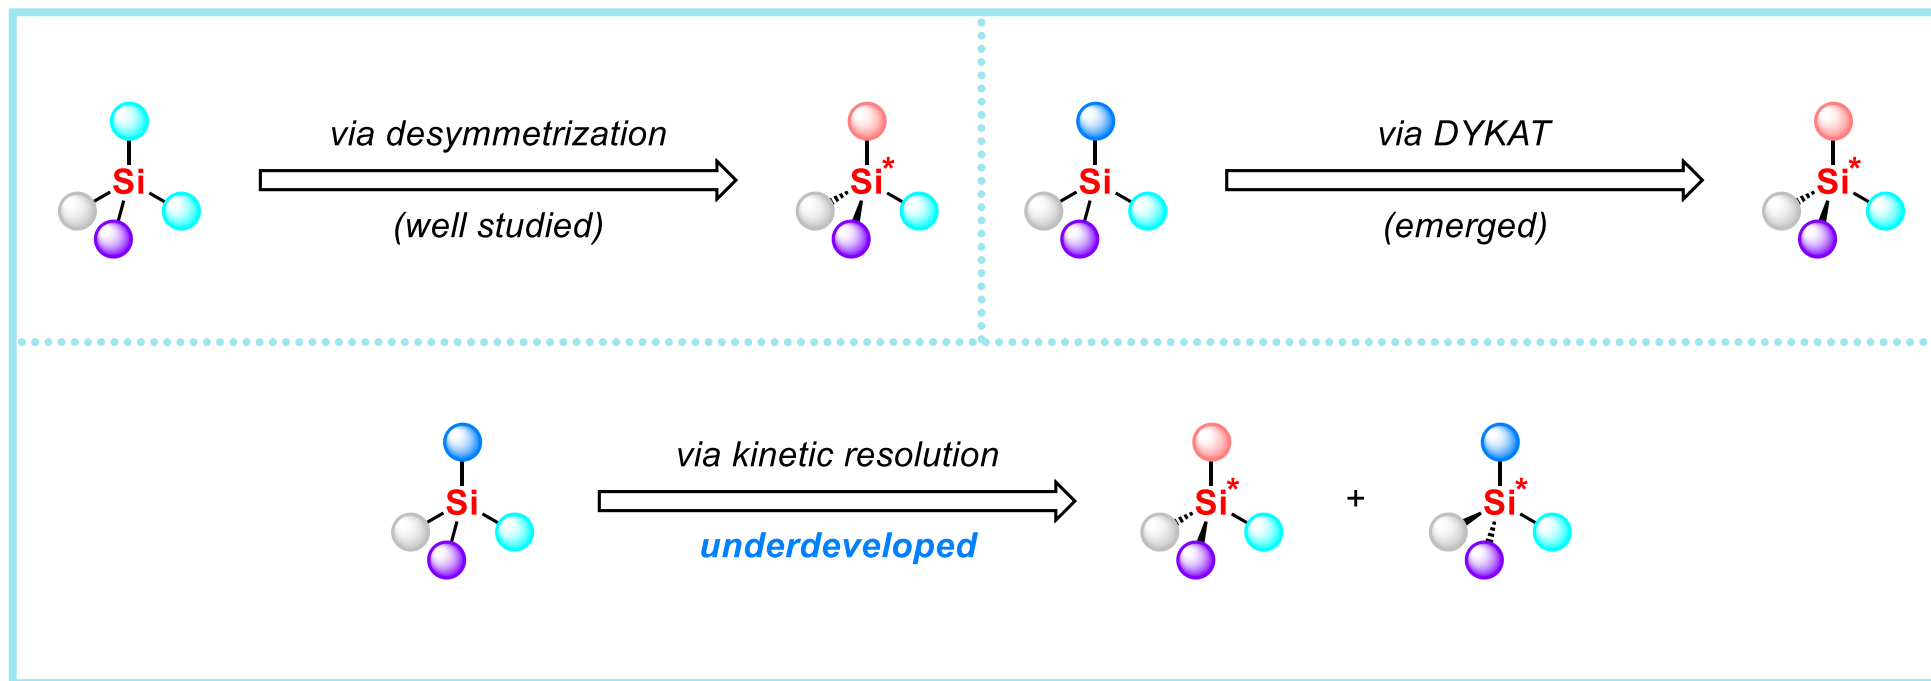 via desymmetrization
Si
Si*
(well studied)
via DYKAT
Si
Si*
(emerged)
via kinetic resolution
Si
Si*
+
Si*
underdeveloped